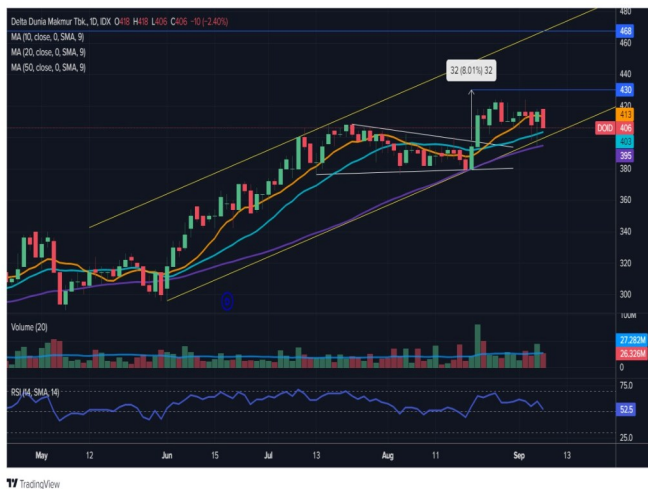 Delta Dunia Makmur Tbk., 1D, IDX O418 H418 L406 C406 −10 (−2.40%)
MA (10, close, 0, SMA, 9)
MA (20, close, 0, SMA, 9)
MA (50, close, 0, SMA, 9)
480
468
460
32 (8.01%) 32
440
430
420
413
DOID 406
403
395
380
360
340
320
300
Volume (20)
100M
27.282M
26.326M
0
RSI (14, SMA, 14)
75.0
52.5
25.0
May 12 Jun 15 Jul 13 Aug 11 Sep 13
TradingView